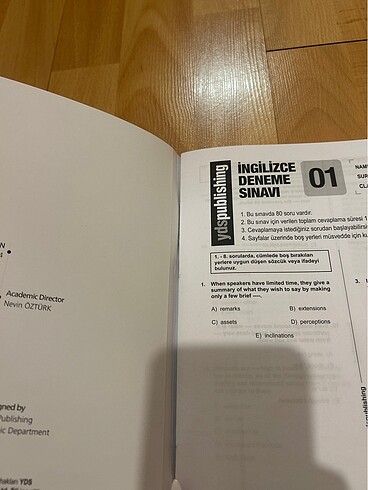 Academic Director
Nevin ÖZTÜRK
Publishing
Department
YDS
ydspublishing
İNGİLİZCE
DENEME
SINAVI
01
1. Bu sınavda 80 soru vardır.
2. Bu sınav için verilen toplam cevaplama süresi 1
3. Cevaplamaya istediğiniz sorudan başlayabilirsin
4. Sayfalar üzerinde boş yerleri müsvedde için ku
1. - 8. sorularda, cümlede boş bırakılan
yerlere uygun düşen sözcük veya ifadeyi
bulunuz.
1. When speakers have limited time, they give a
summary of what they wish to say by making
only a few brief ----.
A) remarks B) extensions
C) assets D) perceptions
E) inclinations
3.